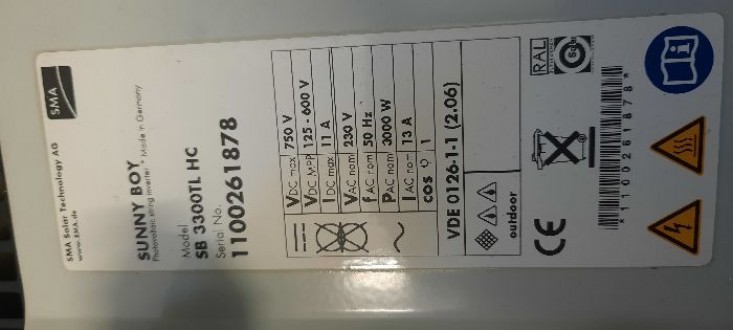 SMA
SMA Solar Technology AG
www.SMA.de
SUNNY BOY
Photovoltaic string inverter • Made in Germany
Model
SB 3300TL HC
Serial No.
1100261878
VDC max 750 V
VDC Mpp 125 - 600 V
IDC max 11 A
VAC nom 230 V
fAC nom 50 Hz
PAC nom 3000 W
IAC nom 13 A
cos φ 1
VDE 0126-1-1 (2.06)
outdoor
CE
RAL
Solar
*1100261878*
i